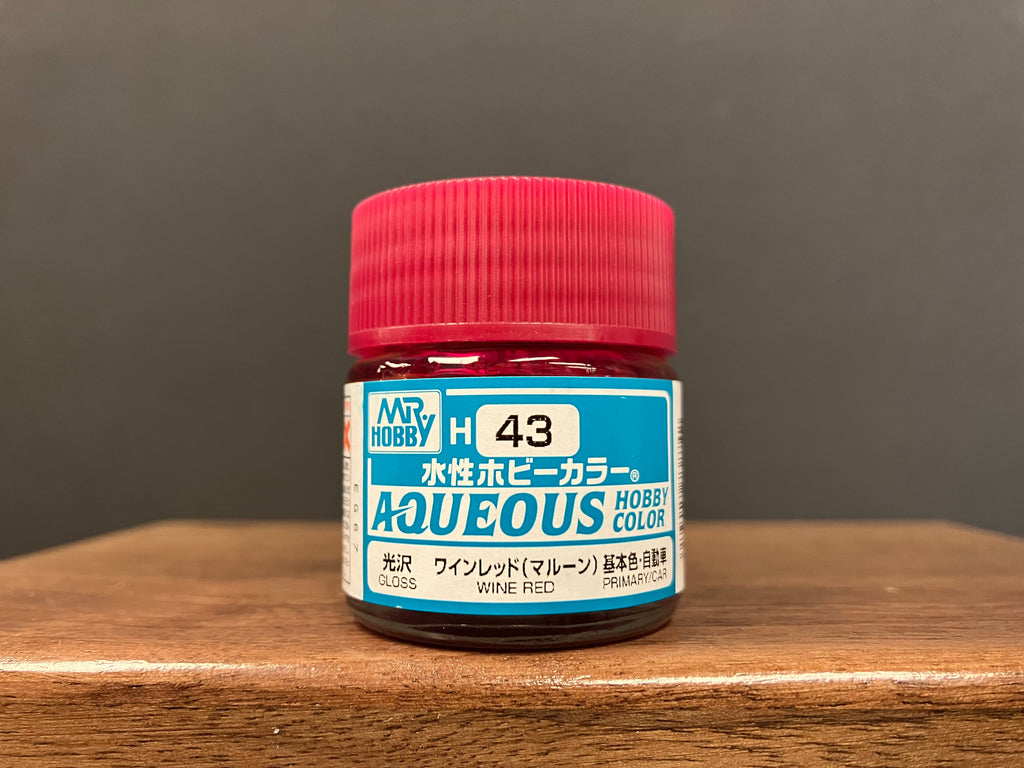 MR. HOBBY
H 43
水性ホビーカラー®
AQUEOUS HOBBY COLOR
光沢 ワインレッド(マルーン) 基本色・自動車
GLOSS WINE RED PRIMARY/CAR